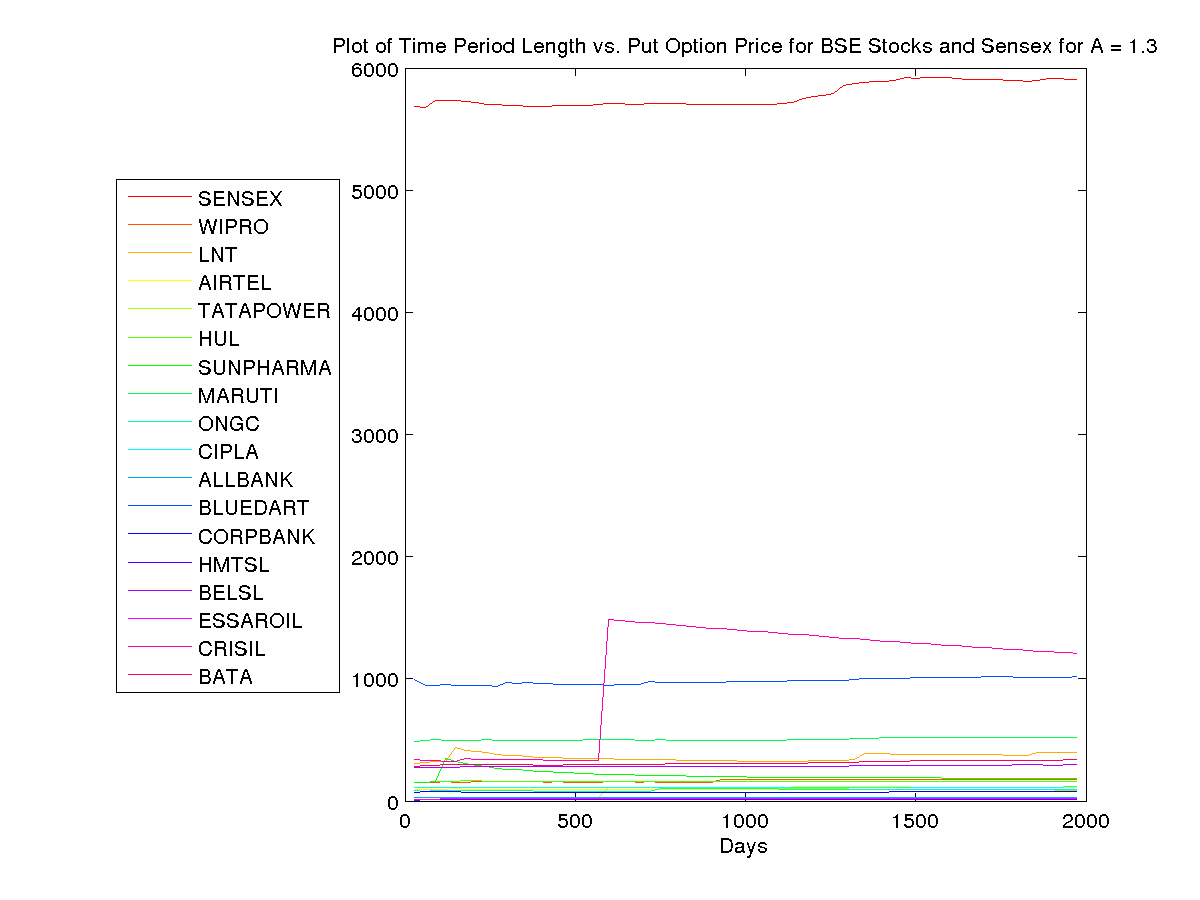 Plot of Time Period Length vs. Put Option Price for BSE Stocks and Sensex for A = 1.3
6000
5000
4000
3000
2000
1000
0
0 500 1000 1500 2000
Days
SENSEX
WIPRO
LNT
AIRTEL
TATAPOWER
HUL
SUNPHARMA
MARUTI
ONGC
CIPLA
ALLBANK
BLUEDART
CORPBANK
HMTSL
BELSL
ESSAROIL
CRISIL
BATA